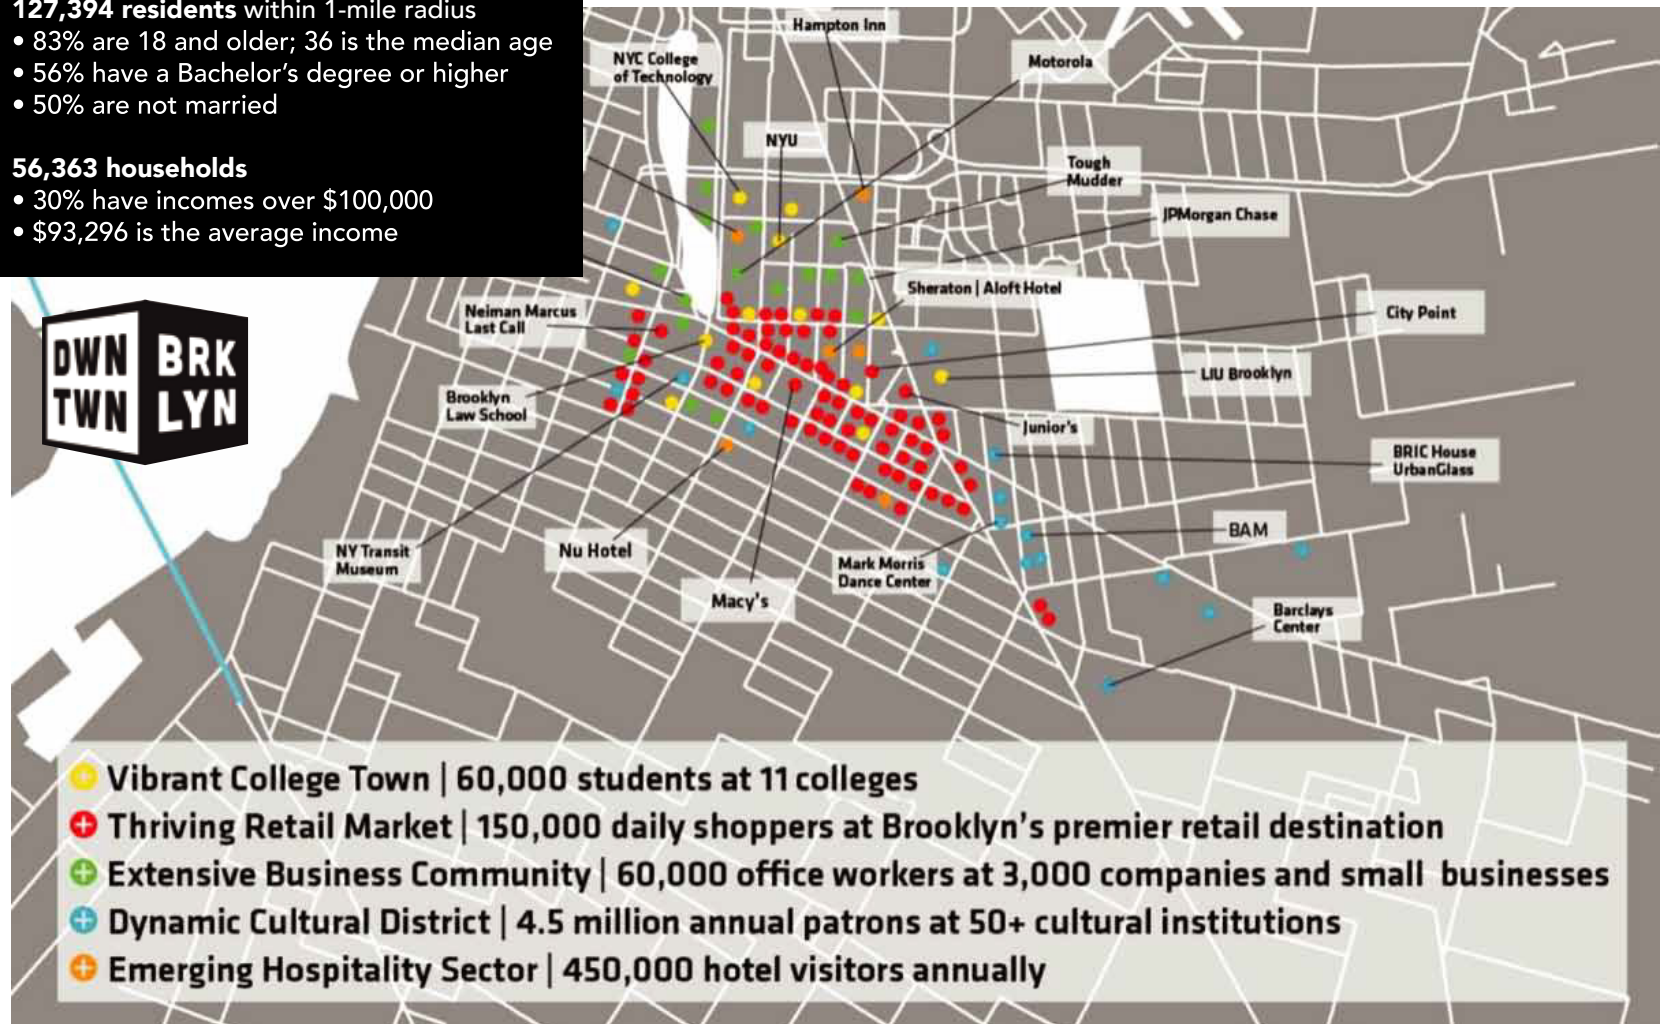 127,394 residents within 1-mile radius
• 83% are 18 and older; 36 is the median age
• 56% have a Bachelor's degree or higher
• 50% are not married
56,363 households
• 30% have incomes over $100,000
• $93,296 is the average income
DWN
TWN
BRK
LYN
Hampton Inn
NYC College
of Technology
Motorola
NYU
Tough
Mudder
JPMorgan Chase
Sheraton | Aloft Hotel
Neiman Marcus
Last Call
City Point
LIU Brooklyn
Brooklyn
Law School
Junior's
BRIC House
UrbanGlass
BAM
NY Transit
Museum
Nu Hotel
Mark Morris
Dance Center
Macy's
Barclays
Center
Vibrant College Town | 60,000 students at 11 colleges
Thriving Retail Market | 150,000 daily shoppers at Brooklyn's premier retail destination
Extensive Business Community | 60,000 office workers at 3,000 companies and small businesses
Dynamic Cultural District | 4.5 million annual patrons at 50+ cultural institutions
Emerging Hospitality Sector | 450,000 hotel visitors annually